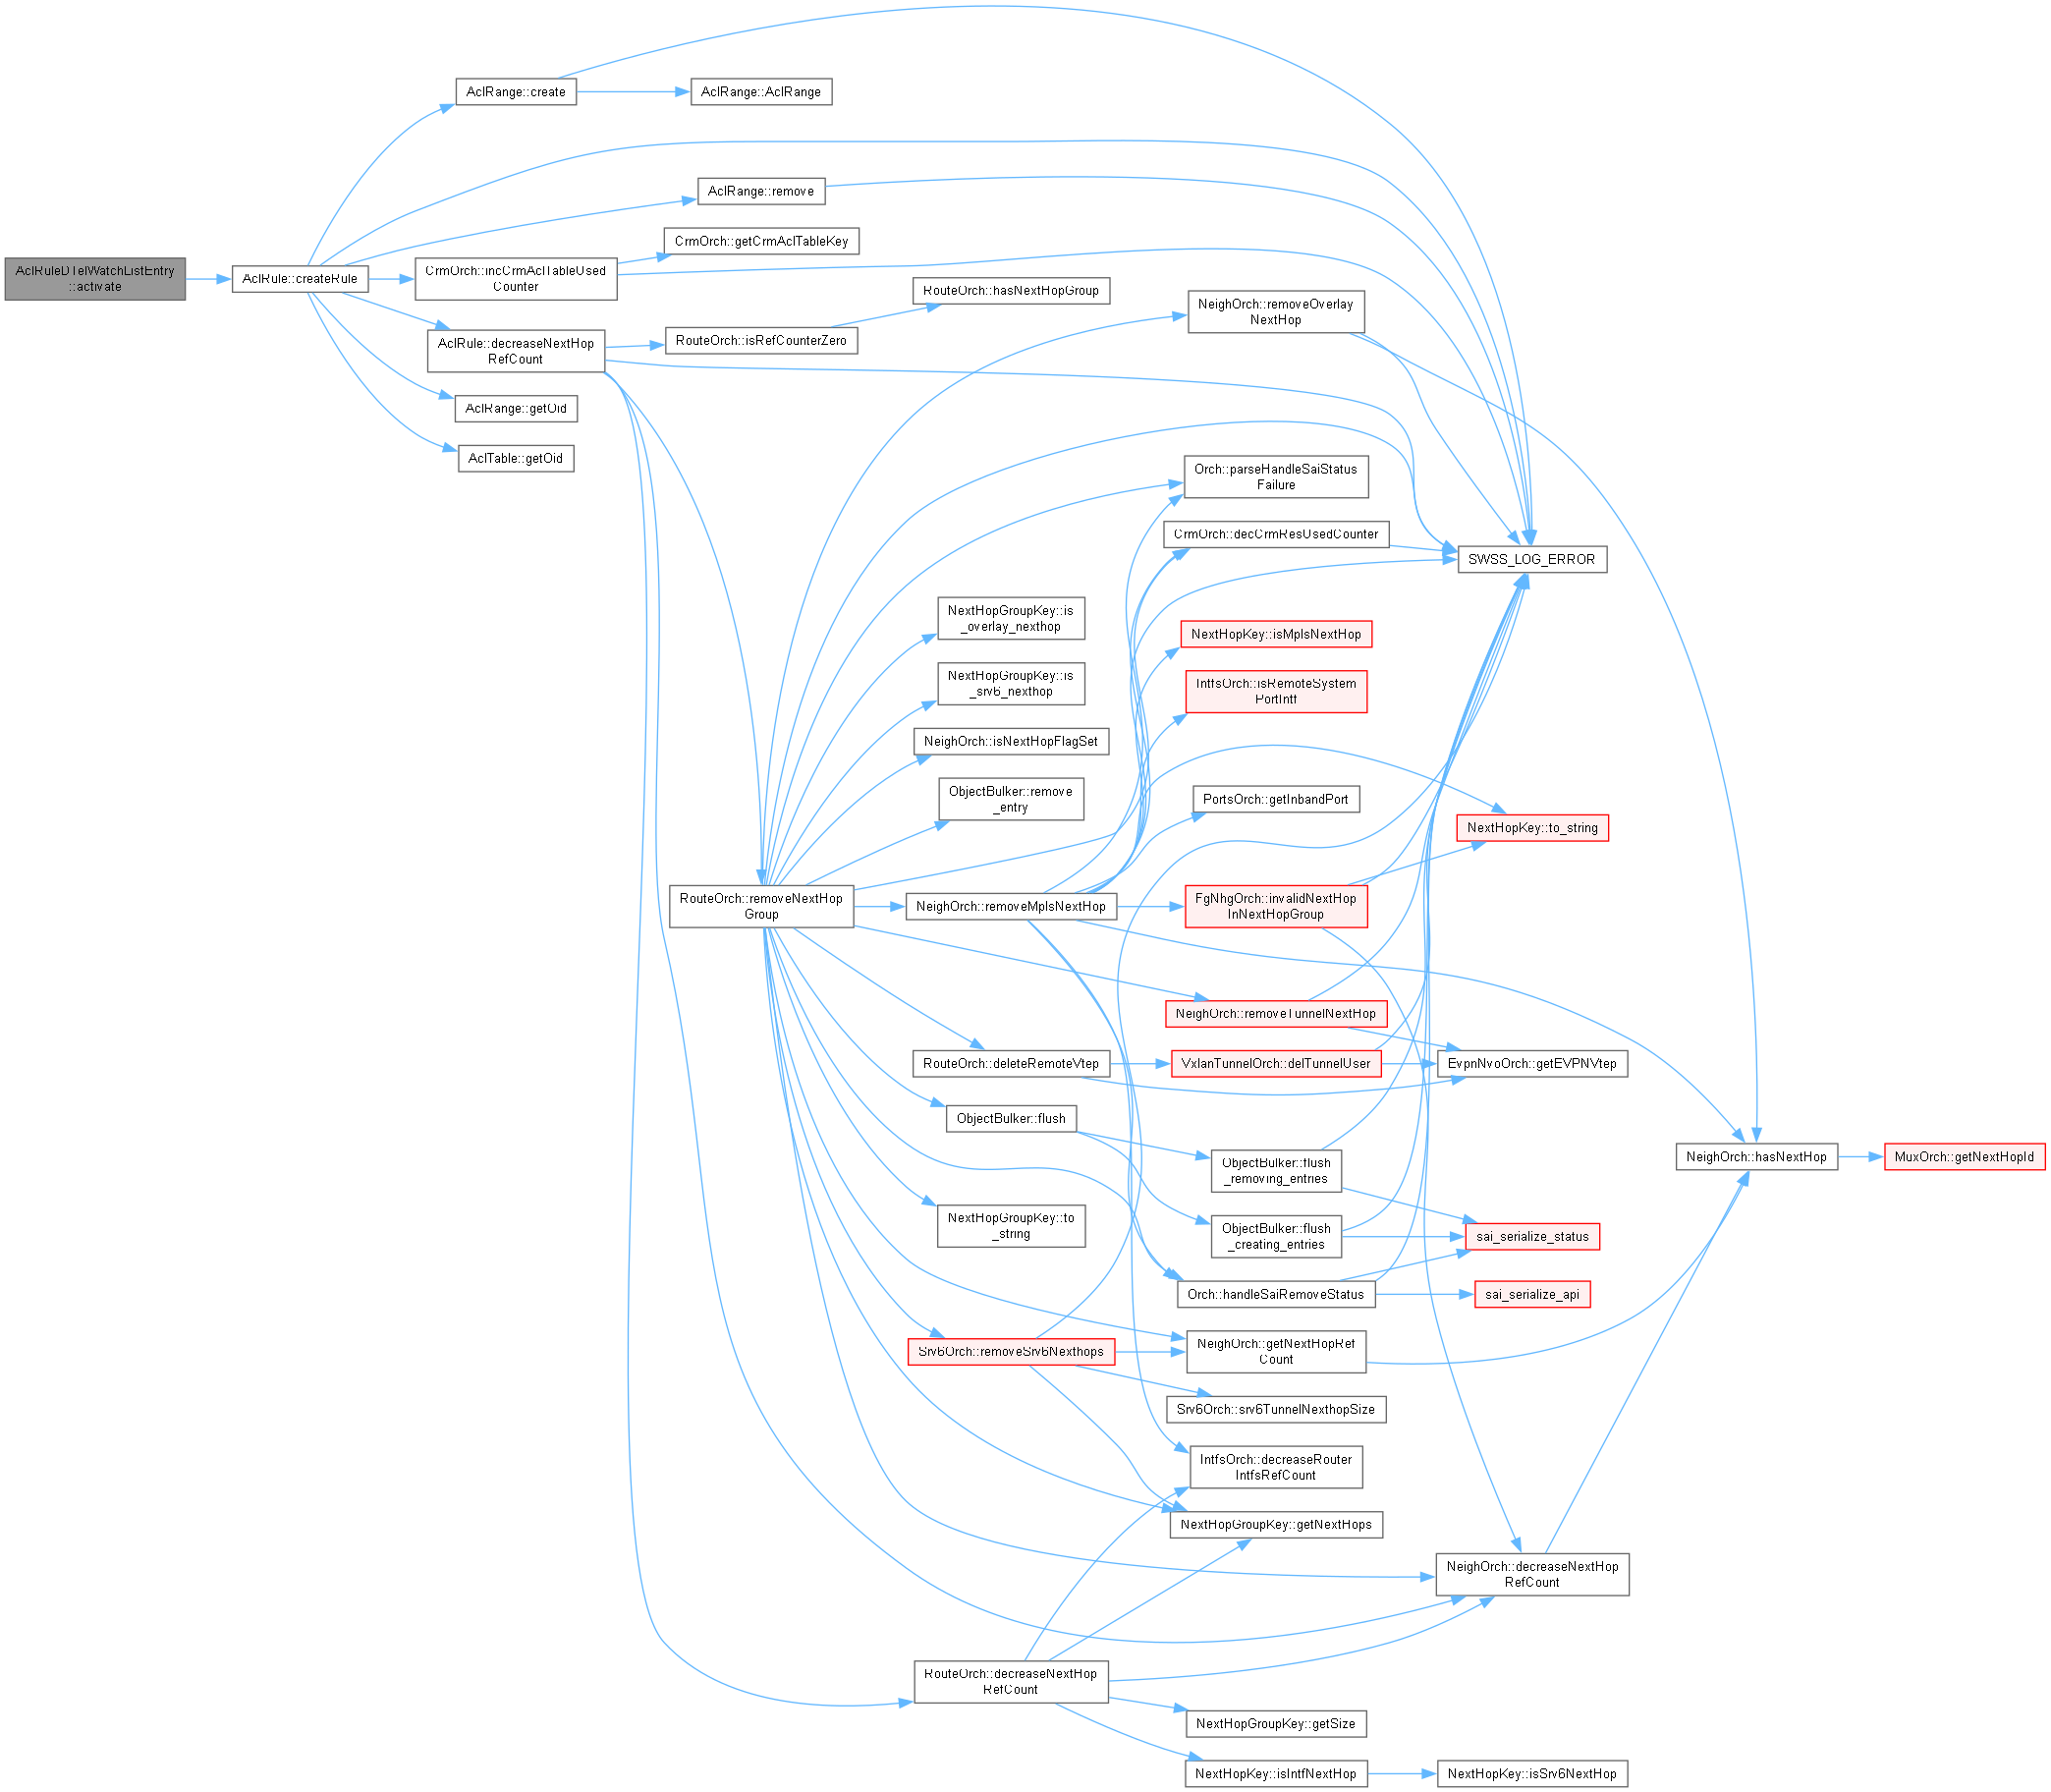 AclRuleDTelWatchListEntry
::activate
AclRule::createRule
AclRange::create
AclRange::AclRange
AclRange::remove
CrmOrch::getCrmAclTableKey
CrmOrch::incCrmAclTableUsed
Counter
RouteOrch::hasNextHopGroup
RouteOrch::isRefCounterZero
AclRule::decreaseNextHop
RefCount
AclRange::getOid
AclTable::getOid
NeighOrch::removeOverlay
NextHop
Orch::parseHandleSaiStatus
Failure
CrmOrch::decCrmResUsedCounter
SWSS_LOG_ERROR
NextHopGroupKey::is
_overlay_nexthop
NextHopKey::isMplsNextHop
NextHopGroupKey::is
_srv6_nexthop
IntfsOrch::isRemoteSystem
PortIntf
NeighOrch::isNextHopFlagSet
ObjectBulker::remove
_entry
PortsOrch::getInbandPort
NextHopKey::to_string
RouteOrch::removeNextHop
Group
NeighOrch::removeMplsNextHop
FgNhgOrch::invalidNextHop
InNextHopGroup
NeighOrch::removeTunnelNextHop
RouteOrch::deleteRemoteVtep
VxlanTunnelOrch::delTunnelUser
EvpnNvoOrch::getEVPNVtep
ObjectBulker::flush
ObjectBulker::flush
_removing_entries
NeighOrch::hasNextHop
MuxOrch::getNextHopId
NextHopGroupKey::to
_string
ObjectBulker::flush
_creating_entries
sai_serialize_status
Orch::handleSaiRemoveStatus
sai_serialize_api
Srv6Orch::removeSrv6Nexthops
NeighOrch::getNextHopRef
Count
Srv6Orch::srv6TunnelNexthopSize
IntfsOrch::decreaseRouter
IntfsRefCount
NextHopGroupKey::getNextHops
NeighOrch::decreaseNextHop
RefCount
RouteOrch::decreaseNextHop
RefCount
NextHopGroupKey::getSize
NextHopKey::isIntfNextHop
NextHopKey::isSrv6NextHop